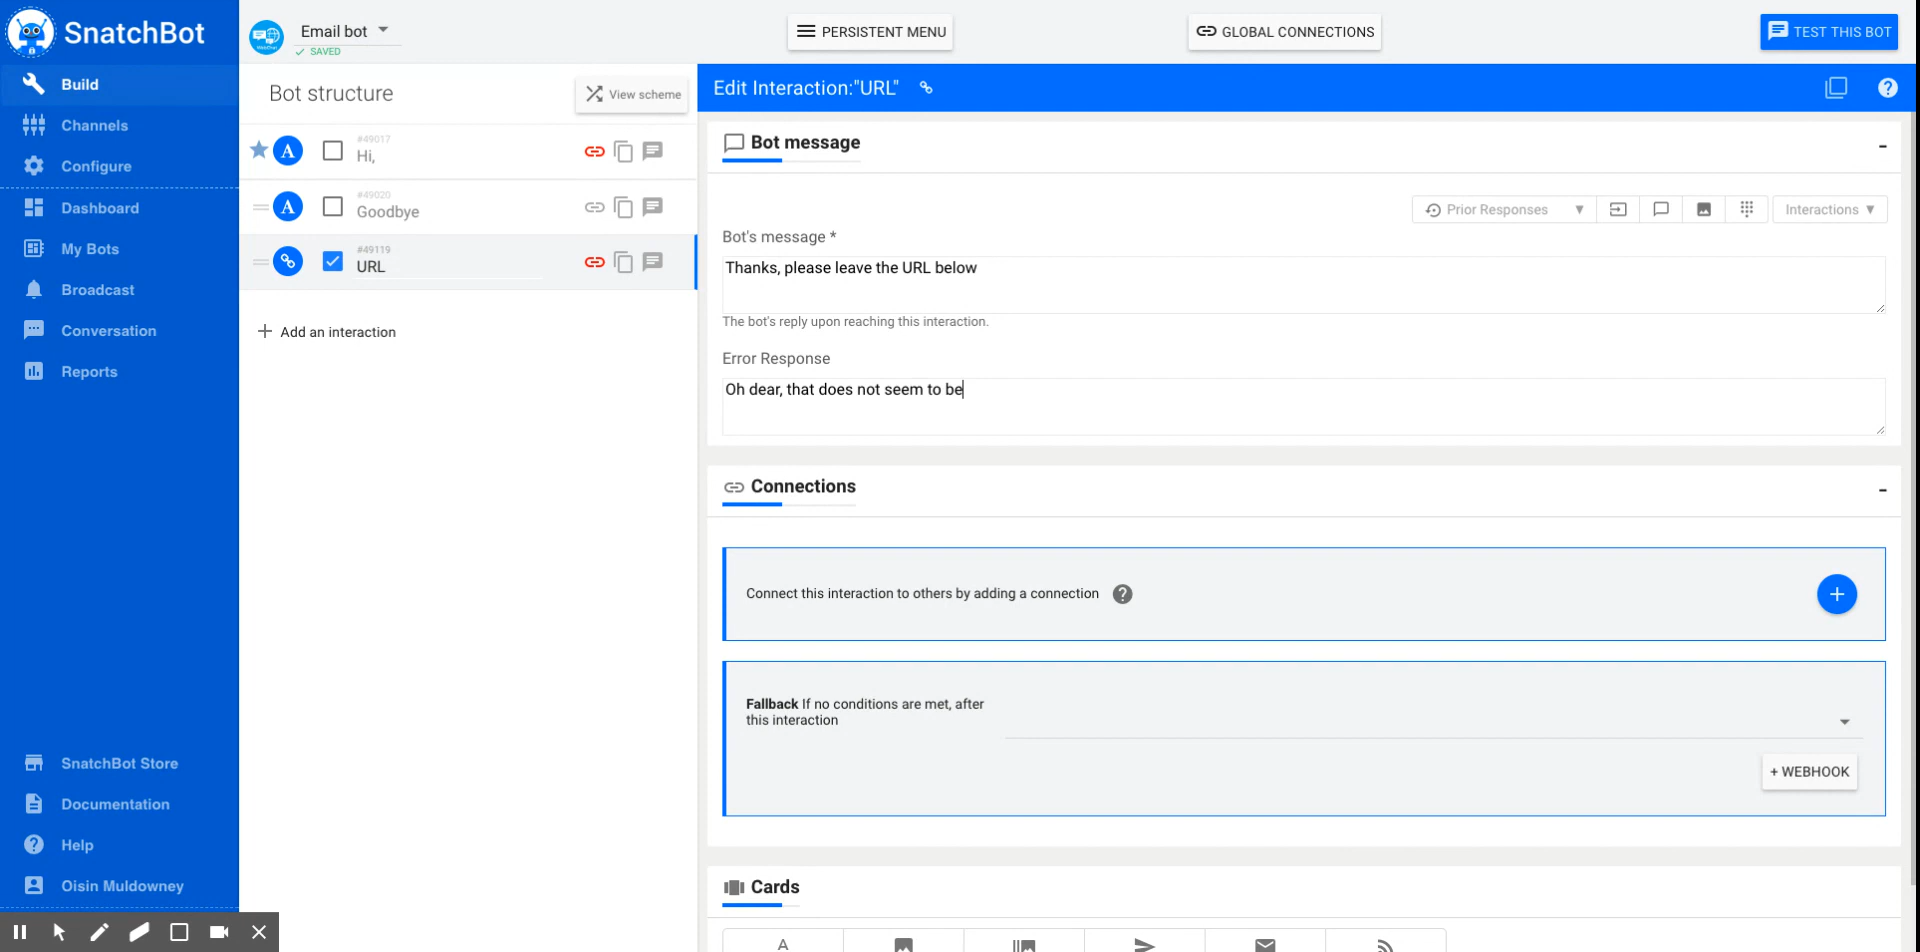 SnatchBot
Email bot
SAVED
PERSISTENT MENU
GLOBAL CONNECTIONS
TEST THIS BOT
Build
Channels
Configure
Dashboard
My Bots
Broadcast
Conversation
Reports
SnatchBot Store
Documentation
Help
Oisin Muldowney
Bot structure
View scheme
#49017
A Hi,
#49020
A Goodbye
#49119
URL
+ Add an interaction
Edit Interaction:"URL"
Bot message
-
Prior Responses
Interactions
Bot's message *
Thanks, please leave the URL below
The bot's reply upon reaching this interaction.
Error Response
Oh dear, that does not seem to be
Connections
-
Connect this interaction to others by adding a connection
Fallback If no conditions are met, after
this interaction
+ WEBHOOK
Cards
A